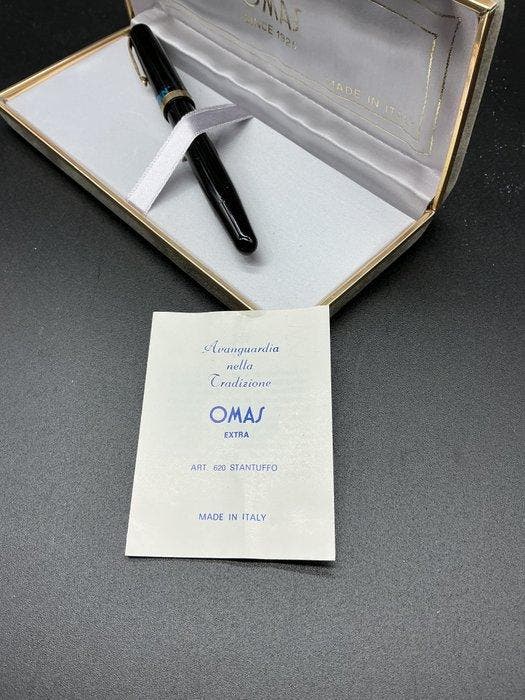 OMAS
SINCE 1925
MADE IN ITALY
Avanguardia
nella
Tradizione
OMAS
EXTRA
ART. 620 STANTUFFO
MADE IN ITALY